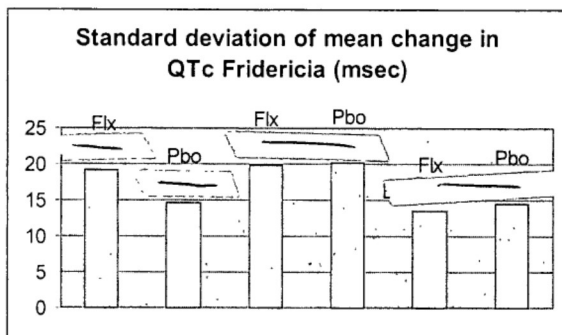 Standard deviation of mean change in
QTc Fridericia (msec)
Flx Pbo Flx Pbo Flx Pbo
25
20
15
10
5
0